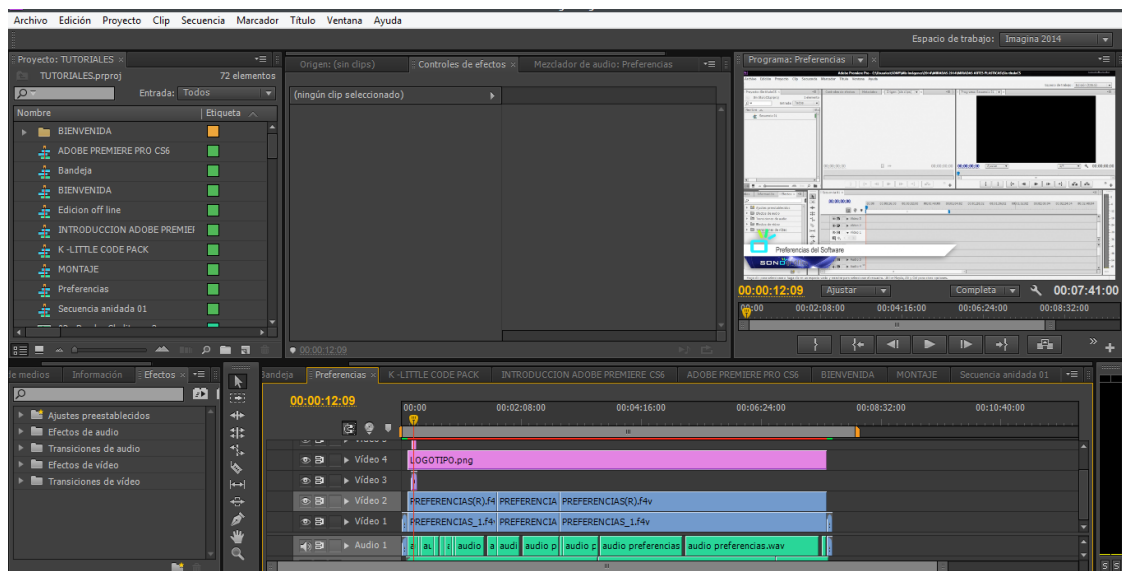 Archivo Edición Proyecto Clip Secuencia Marcador Título Ventana Ayuda
Espacio de trabajo: Imagina 2014
Proyecto: TUTORIALES
TUTORIALES.prproj 72 elementos
Entrada: Todos
Nombre Etiqueta
BIENVENIDA
ADOBE PREMIERE PRO CS6
Bandeja
BIENVENIDA
Edicion off line
INTRODUCCION ADOBE PREMIE
K -LITTLE CODE PACK
MONTAJE
Preferencias
Secuencia anidada 01
Origen: (sin clips) Controles de efectos Mezclador de audio: Preferencias
(ningún clip seleccionado)
00:00:12:09
Programa: Preferencias
Preferencias del Software
00:00:12:09 Ajustar Completa 00:07:41:00
00:00 00:02:08:00 00:04:16:00 00:06:24:00 00:08:32:00
de medios Información Efectos
Ajustes preestablecidos
Efectos de audio
Transiciones de audio
Efectos de vídeo
Transiciones de vídeo
Bandeja Preferencias K -LITTLE CODE PACK INTRODUCCION ADOBE PREMIERE CS6 ADOBE PREMIERE PRO CS6 BIENVENIDA MONTAJE Secuencia anidada 01
00:00:12:09
00:00 00:02:08:00 00:04:16:00 00:06:24:00 00:08:32:00 00:10:40:00
Vídeo 4 LOGOTIPO.png
Vídeo 3
Vídeo 2 PREFERENCIAS(R).f4 PREFERENCIA PREFERENCIAS(R).f4v
Vídeo 1 PREFERENCIAS_1.f4v PREFERENCIA PREFERENCIAS_1.f4v
Audio 1 a au a audio a audi audio p audio p audio preferencias audio preferencias.wav
S S